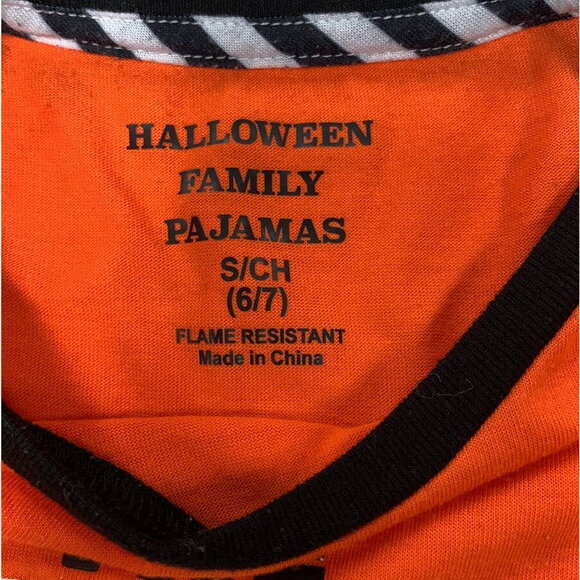 HALLOWEEN
FAMILY
PAJAMAS
S/CH
(6/7)
FLAME RESISTANT
Made in China